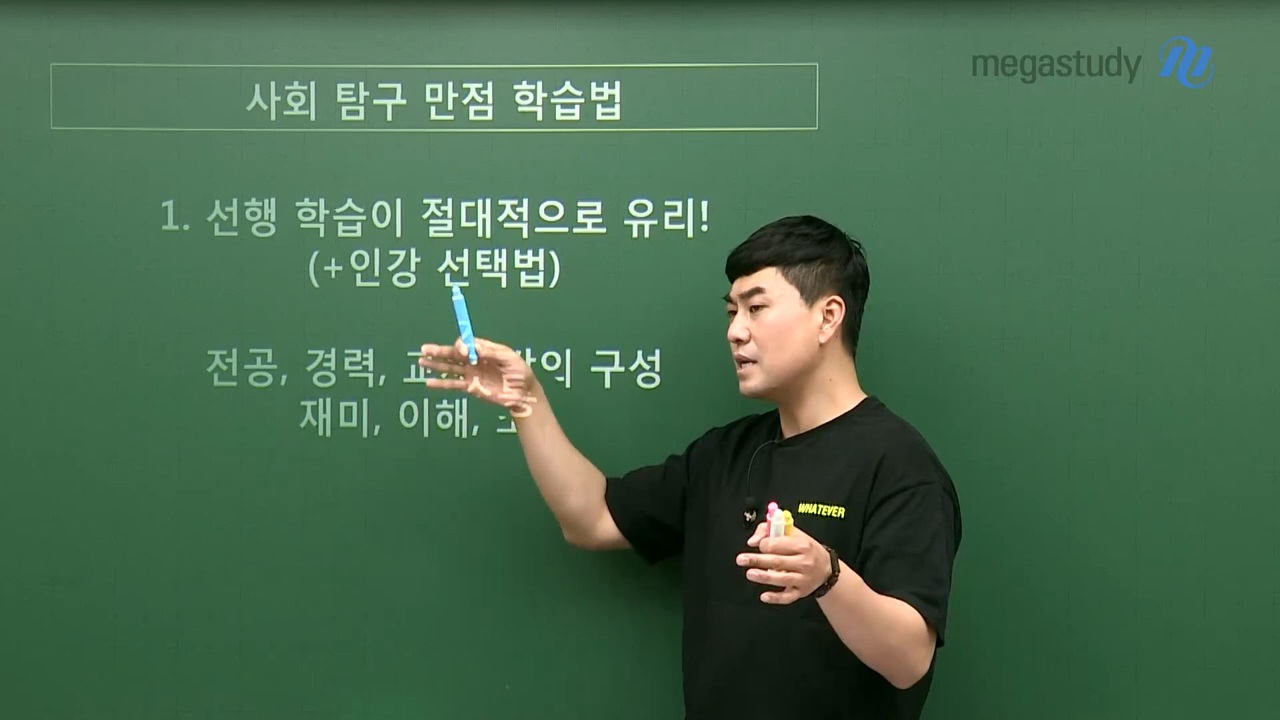 megastudy
사회 탐구 만점 학습법
1. 선행 학습이 절대적으로 유리!
(+인강 선택법)
전공, 경력, 구성
재미, 이해,
WHATEVER